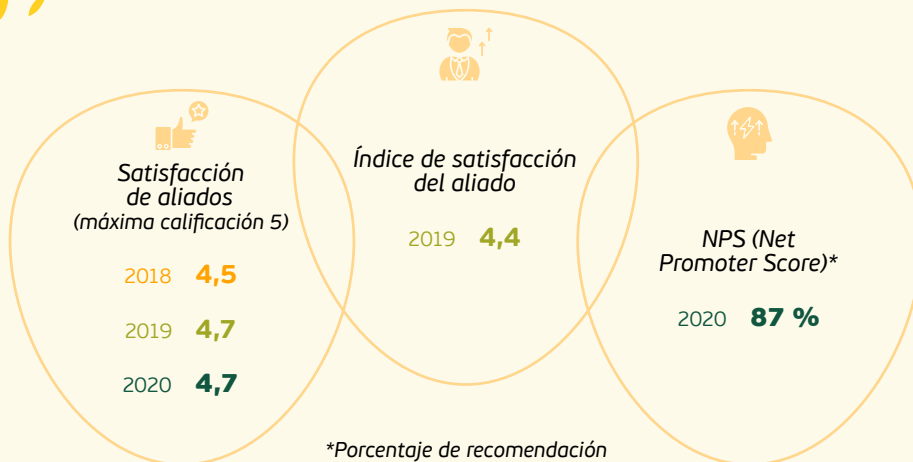 Satisfacción
de aliados
(máxima calificación 5)
2018 4,5
2019 4,7
2020 4,7
Índice de satisfacción
del aliado
2019 4,4
NPS (Net
Promoter Score)*
2020 87 %
*Porcentaje de recomendación